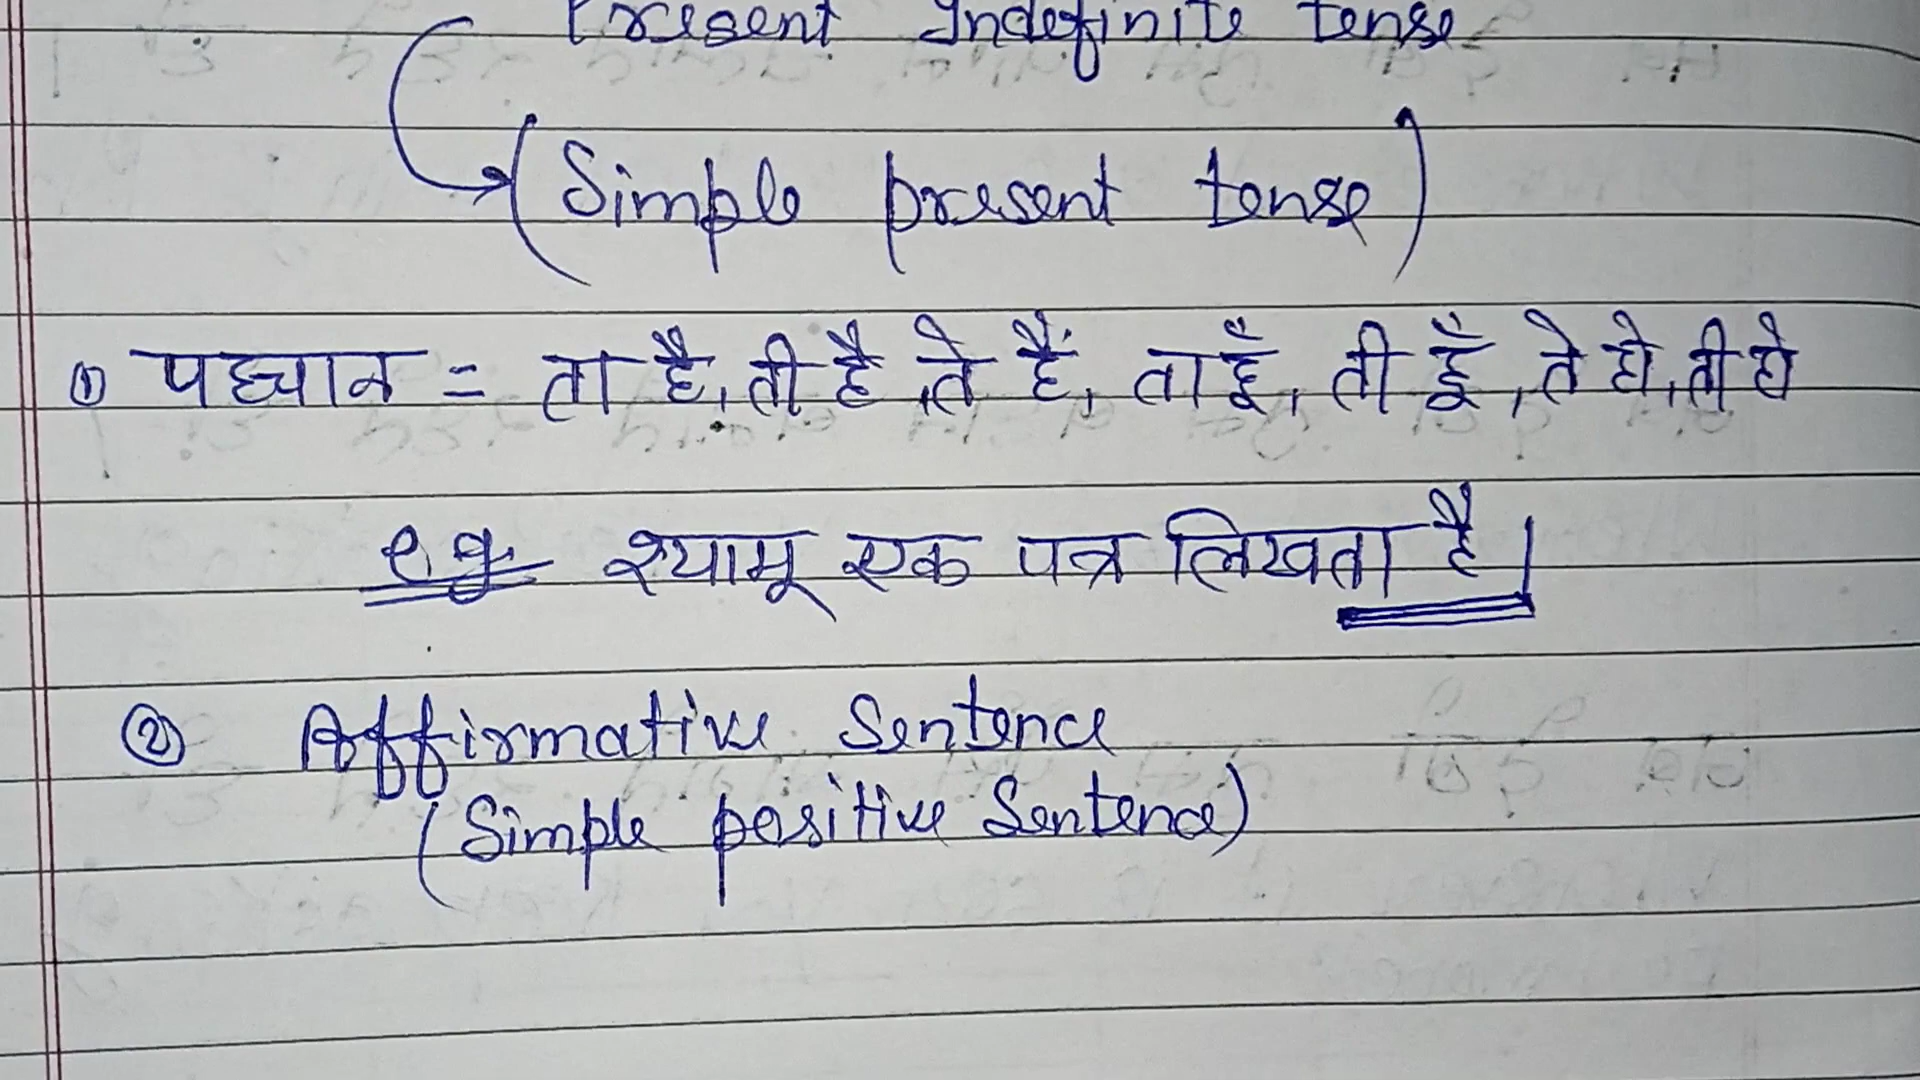 Present Indefinite tense
(Simple present tense)
① पहचान = ता है, ती है, ते हैं, ता हूँ, ती हूँ, ते हो, ती हो
e.g. श्यामू एक पत्र लिखता है।
② Affirmative Sentence
(Simple positive Sentence)